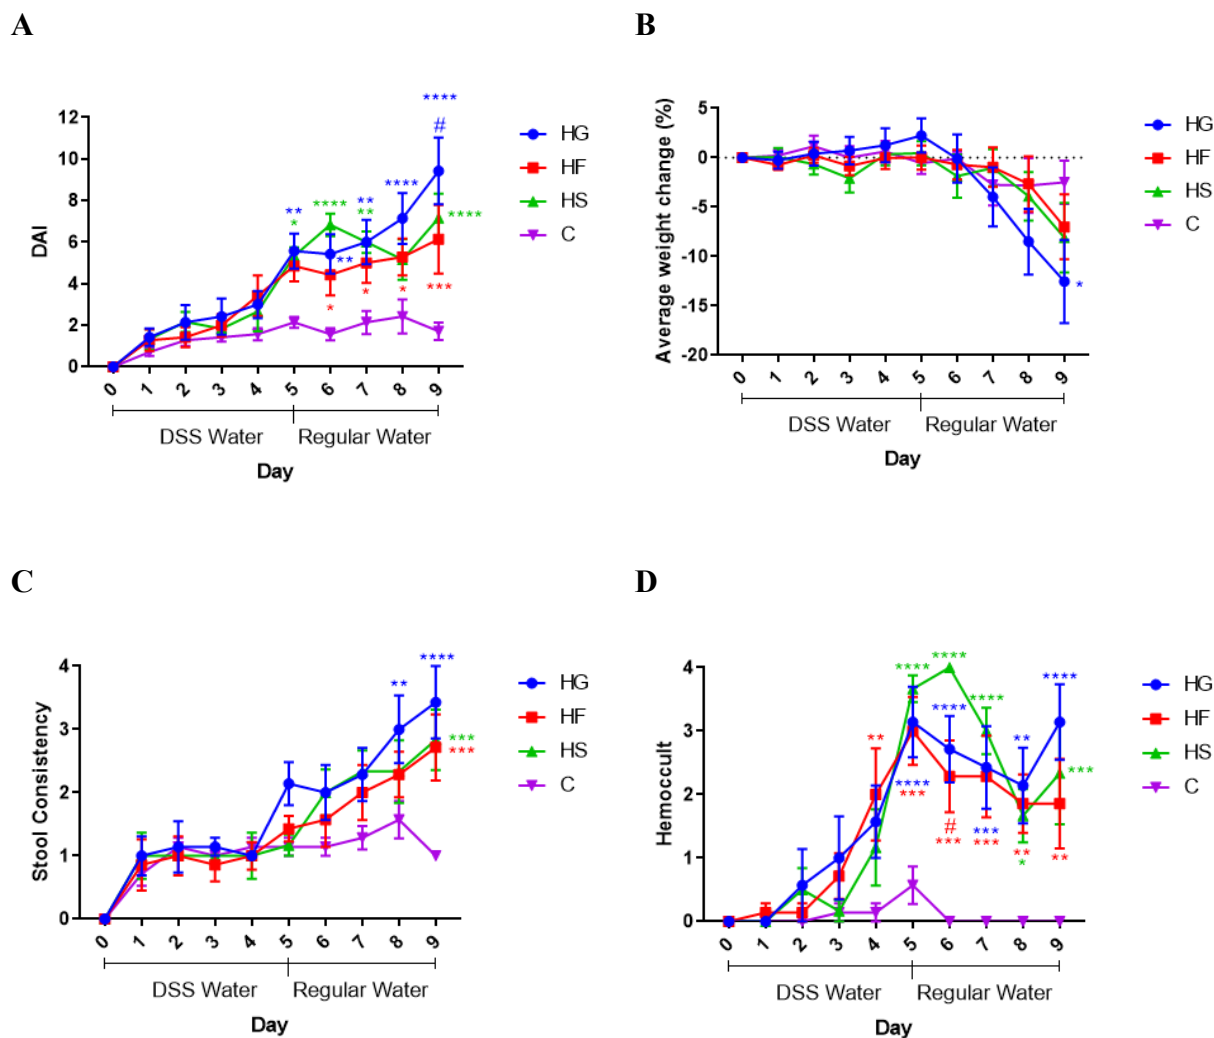 A
DAI
12
10
8
6
4
2
0
****
#
**
*
****
**
**
**
*
****
*
*
***
****
HG
HF
HS
C
0 1 2 3 4 5 6 7 8 9
DSS Water Regular Water
Day
B
Average weight change (%)
5
0
-5
-10
-15
-20
*
HG
HF
HS
C
0 1 2 3 4 5 6 7 8 9
DSS Water Regular Water
Day
C
Stool Consistency
4
3
2
1
0
**
****
***
***
HG
HF
HS
C
0 1 2 3 4 5 6 7 8 9
DSS Water Regular Water
Day
D
Hemoccult
4
3
2
1
0
**
****
****
***
****
****
#
***
****
***
***
**
**
*
****
***
**
HG
HF
HS
C
0 1 2 3 4 5 6 7 8 9
DSS Water Regular Water
Day